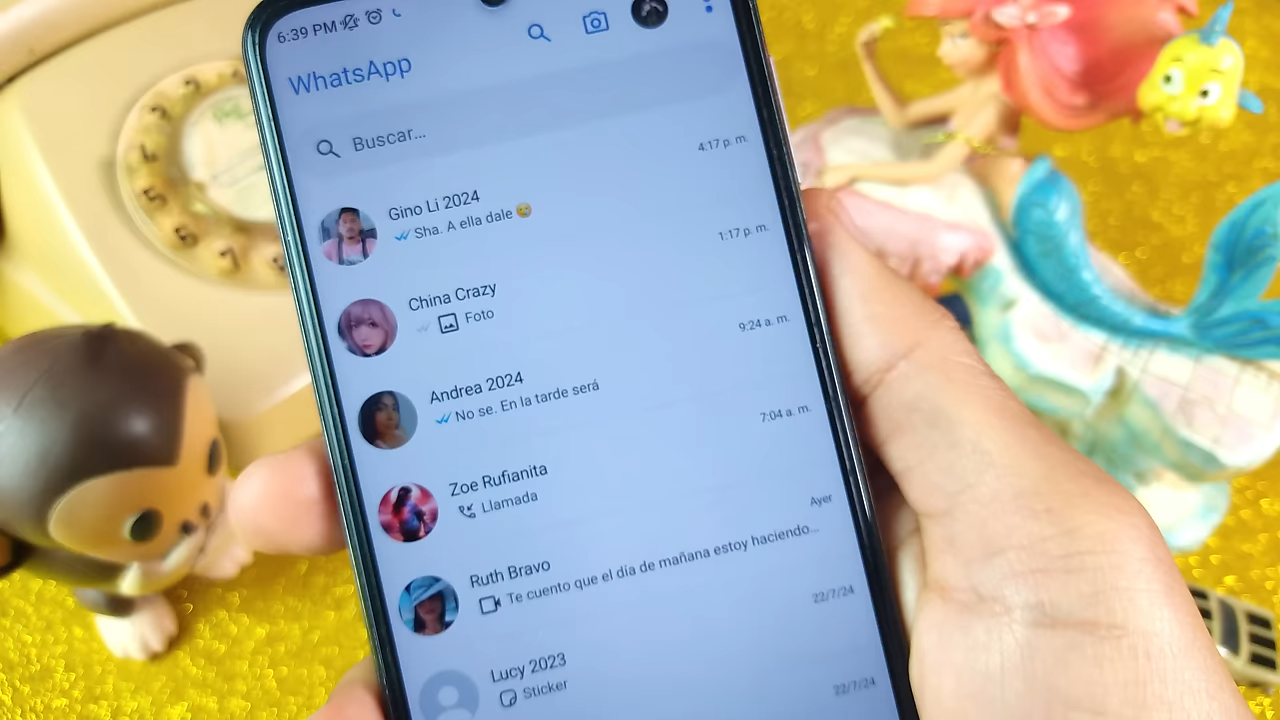 6:39 PM
WhatsApp
Buscar...
Gino Li 2024 4:17 p. m.
Sha. A ella dale 😢
China Crazy 1:17 p. m.
Foto
Andrea 2024 9:24 a. m.
No se. En la tarde será
Zoe Rufianita 7:04 a. m.
Llamada
Ruth Bravo Ayer
Te cuento que el día de mañana estoy haciendo...
Lucy 2023 22/7/24
Sticker
22/7/24